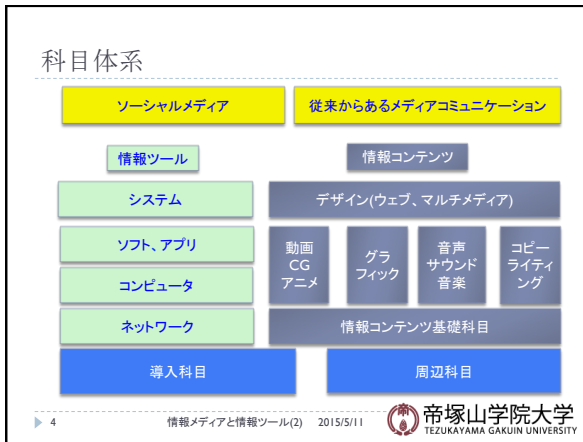 科目体系
ソーシャルメディア
従来からあるメディアコミュニケーション
情報ツール
情報コンテンツ
システム
デザイン(ウェブ、マルチメディア)
ソフト、アプリ
動画
CG
アニメ
グラ
フィック
音声
サウンド
音楽
コピー
ライティ
ング
コンピュータ
ネットワーク
情報コンテンツ基礎科目
導入科目
周辺科目
4
情報メディアと情報ツール(2)
2015/5/11
帝塚山学院大学
TEZUKAYAMA GAKUIN UNIVERSITY